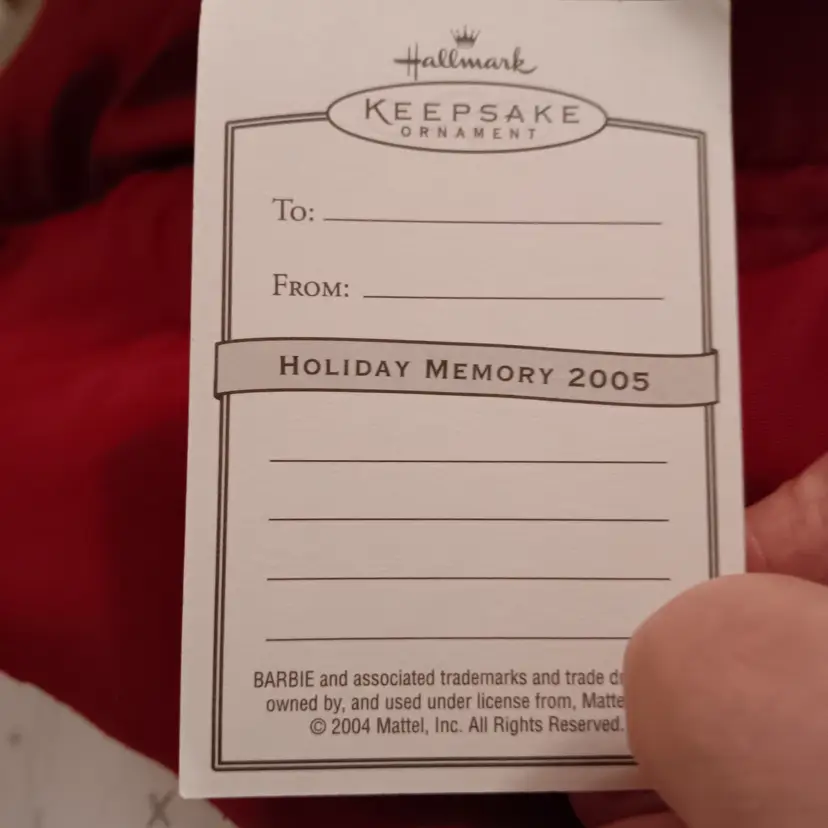 Hallmark
KEEPSAKE
ORNAMENT
TO:
FROM:
HOLIDAY MEMORY 2005
BARBIE and associated trademarks and trade
owned by, and used under license from,
© 2004 Mattel, Inc. All Rights Reserved.